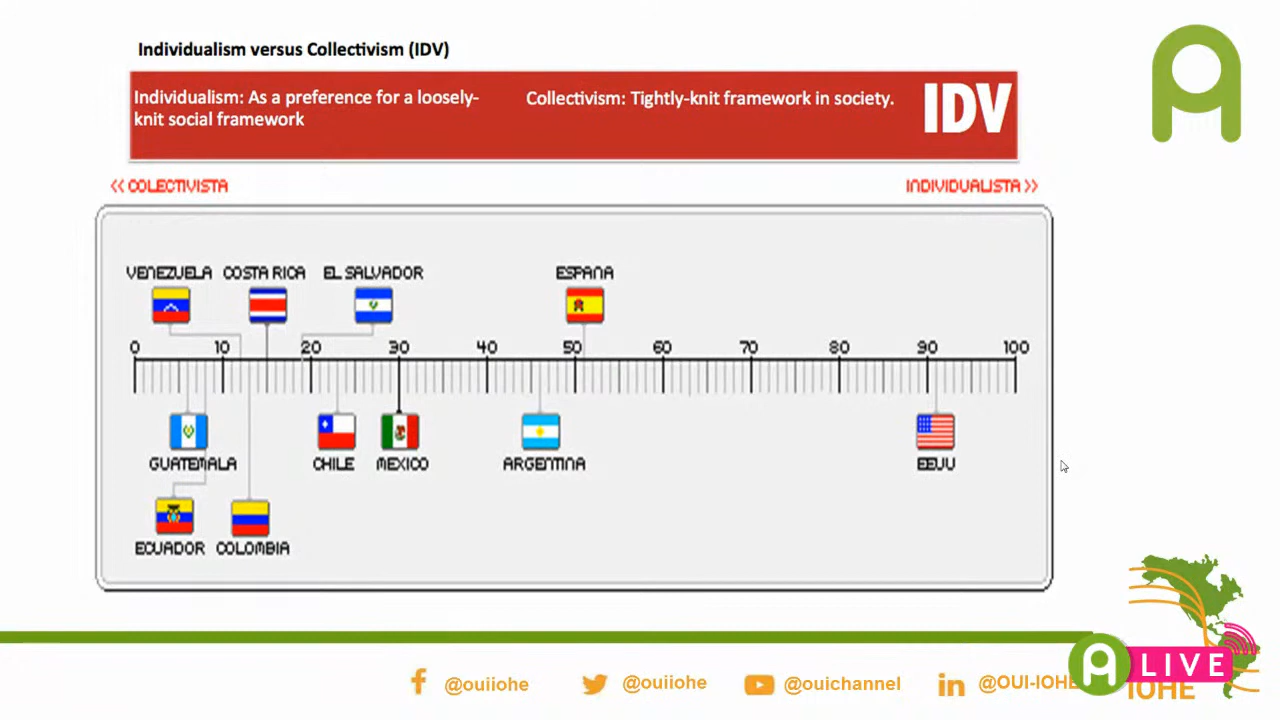 Individualism versus Collectivism (IDV)
Individualism: As a preference for a loosely-
knit social framework
Collectivism: Tightly-knit framework in society.
IDV
<< COLECTIVISTA
INDIVIDUALISTA >>
VENEZUELA COSTA RICA EL SALVADOR ESPANA
0 10 20 30 40 50 60 70 80 90 100
GUATEMALA CHILE MEXICO ARGENTINA EEUU
ECUADOR COLOMBIA
@ouiiohe @ouiiohe @ouichannel @OUI-IOHE
LIVE
IOHE